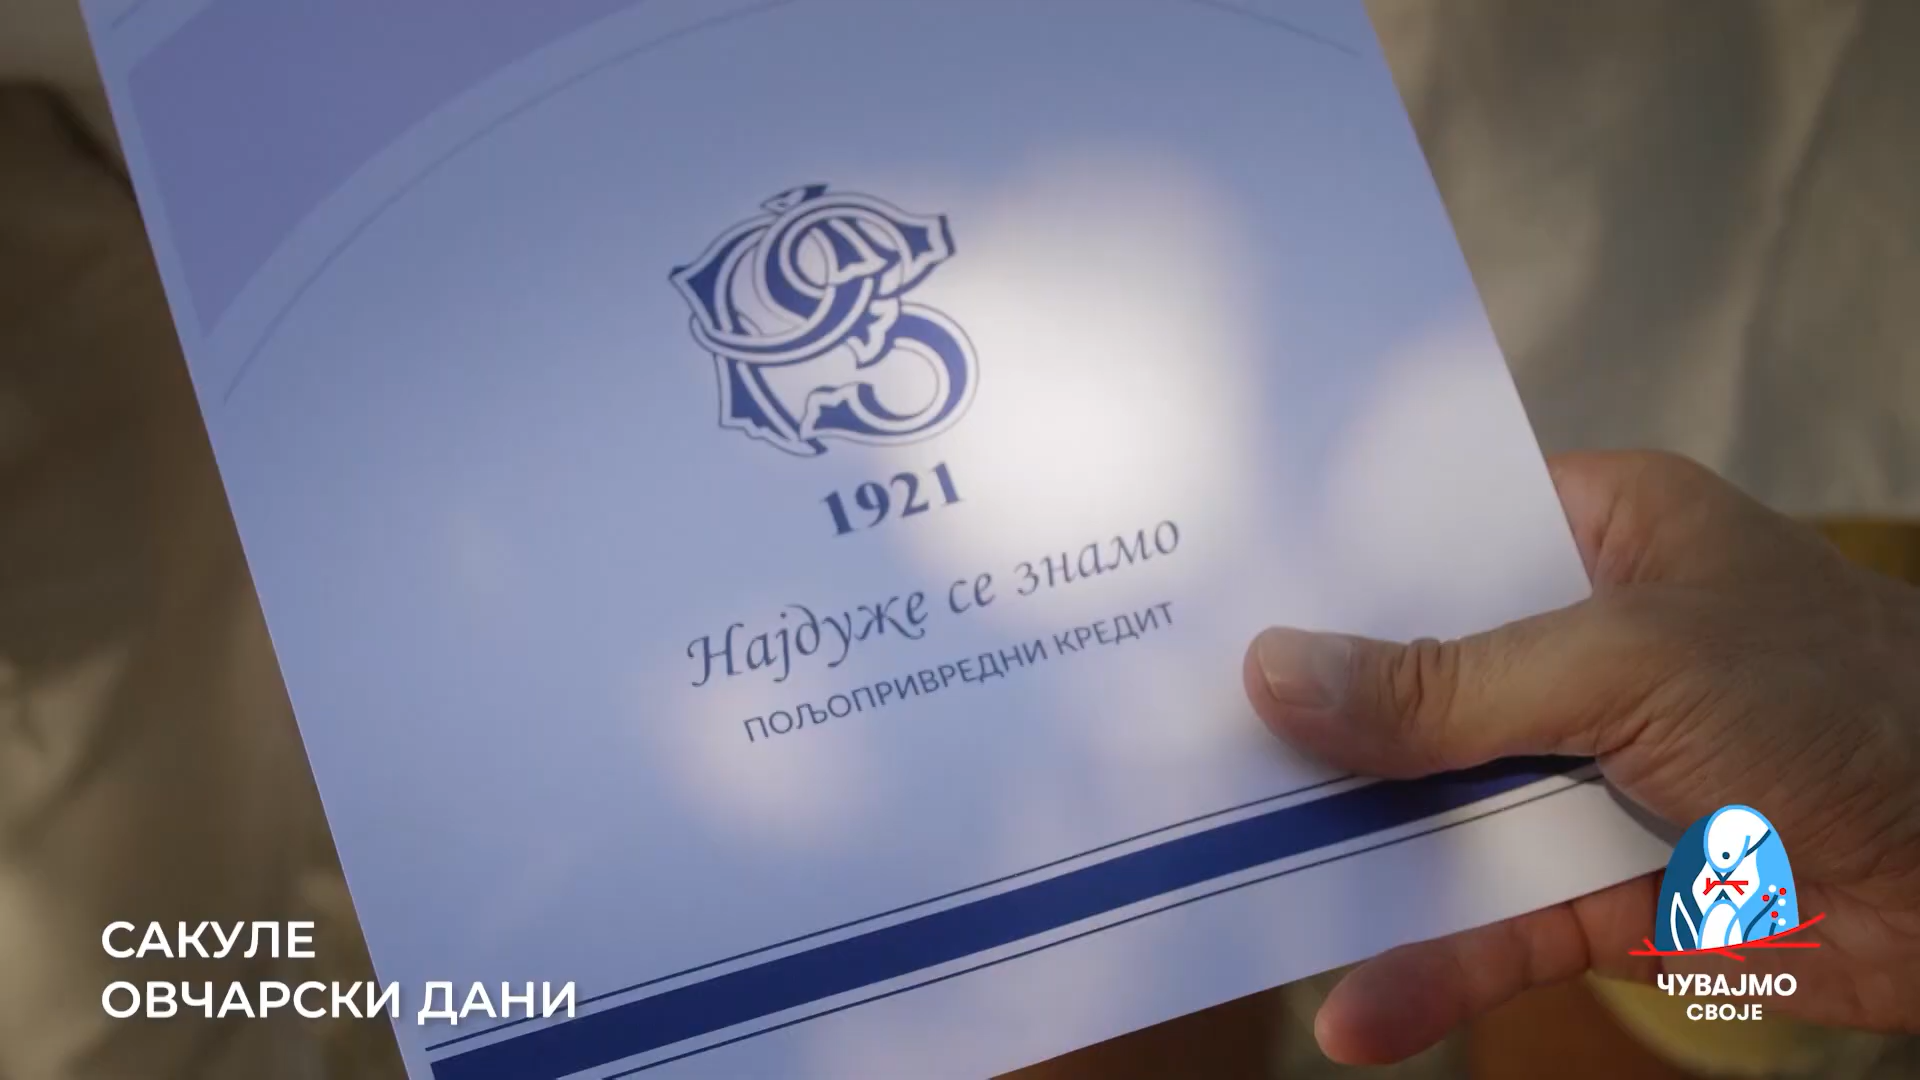 1921
Најдуже се знамо
ПОЉОПРИВРЕДНИ КРЕДИТ
САКУЛЕ
ОВЧАРСКИ ДАНИ
ЧУВАЈМО
СВОЈЕ